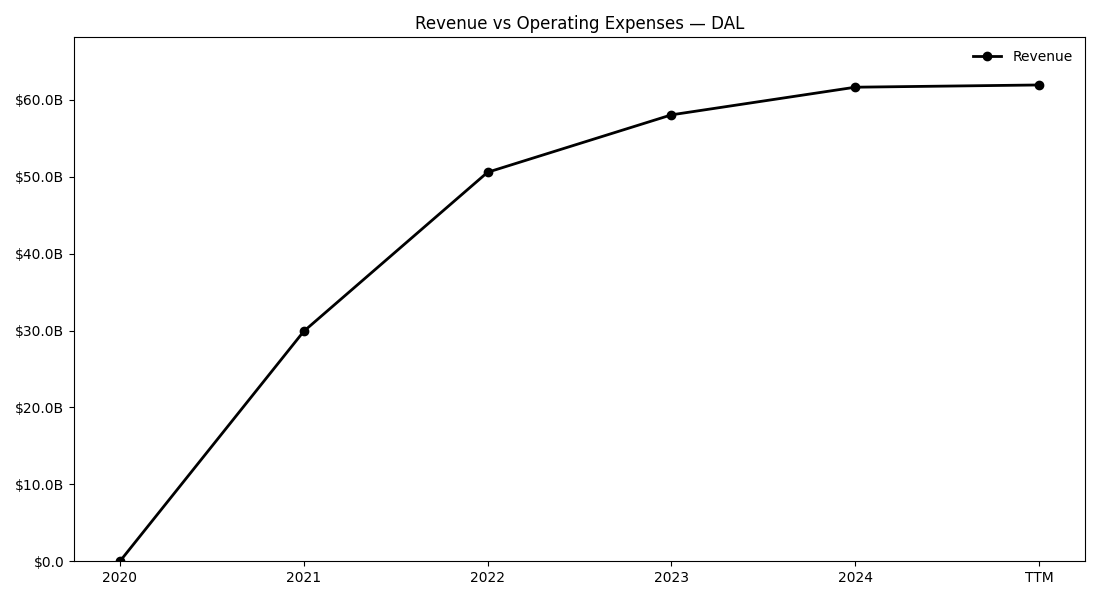 Revenue vs Operating Expenses — DAL
Revenue
$60.0B
$50.0B
$40.0B
$30.0B
$20.0B
$10.0B
$0.0
2020 2021 2022 2023 2024 TTM